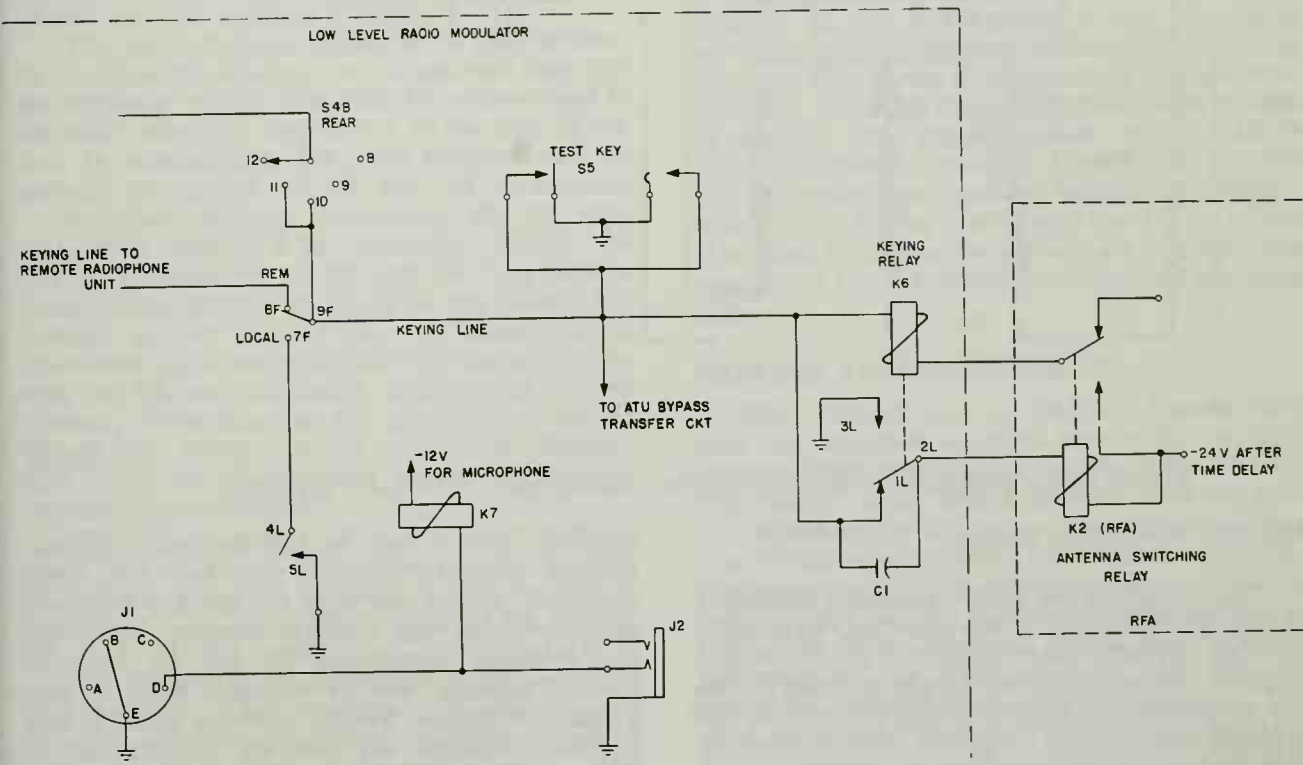 LOW LEVEL RADIO MODULATOR
S4B
REAR
12
8
11
9
10
TEST KEY
S5
KEYING LINE TO
REMOTE RADIOPHONE
UNIT
REM
8F
9F
LOCAL
7F
KEYING LINE
KEYING
RELAY
K6
TO ATU BYPASS
TRANSFER CKT
3L
2L
1L
-24V AFTER
TIME DELAY
-12V
FOR MICROPHONE
K7
K2 (RFA)
ANTENNA SWITCHING
RELAY
C1
4L
5L
RFA
J1
B
C
A
D
E
J2